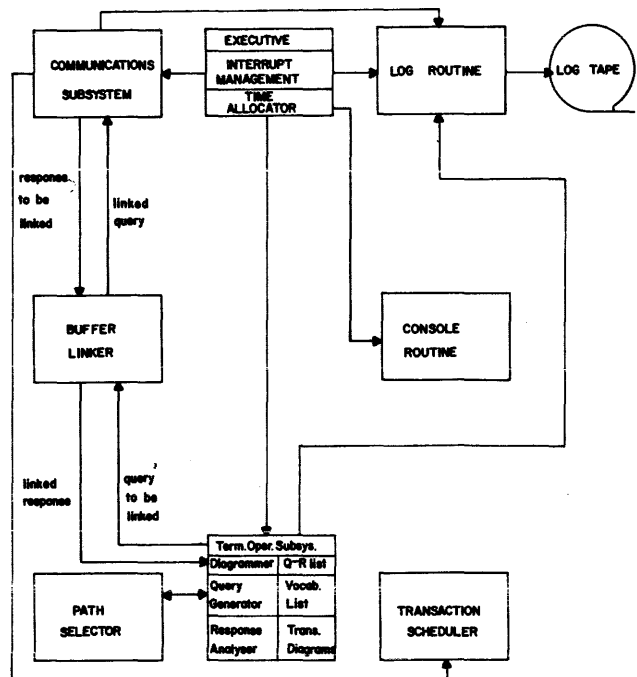 COMMUNICATIONS
SUBSYSTEM
EXECUTIVE
INTERRUPT
MANAGEMENT
TIME
ALLOCATOR
LOG ROUTINE
LOG TAPE
response
to be
linked
linked
query
BUFFER
LINKER
CONSOLE
ROUTINE
linked
response
query
to be
linked
Term.Oper.Subsys.
Diagrammer
Q-R list
Query
Generator
Vocab.
List
Response
Analyser
Trans.
Diagrams
PATH
SELECTOR
TRANSACTION
SCHEDULER